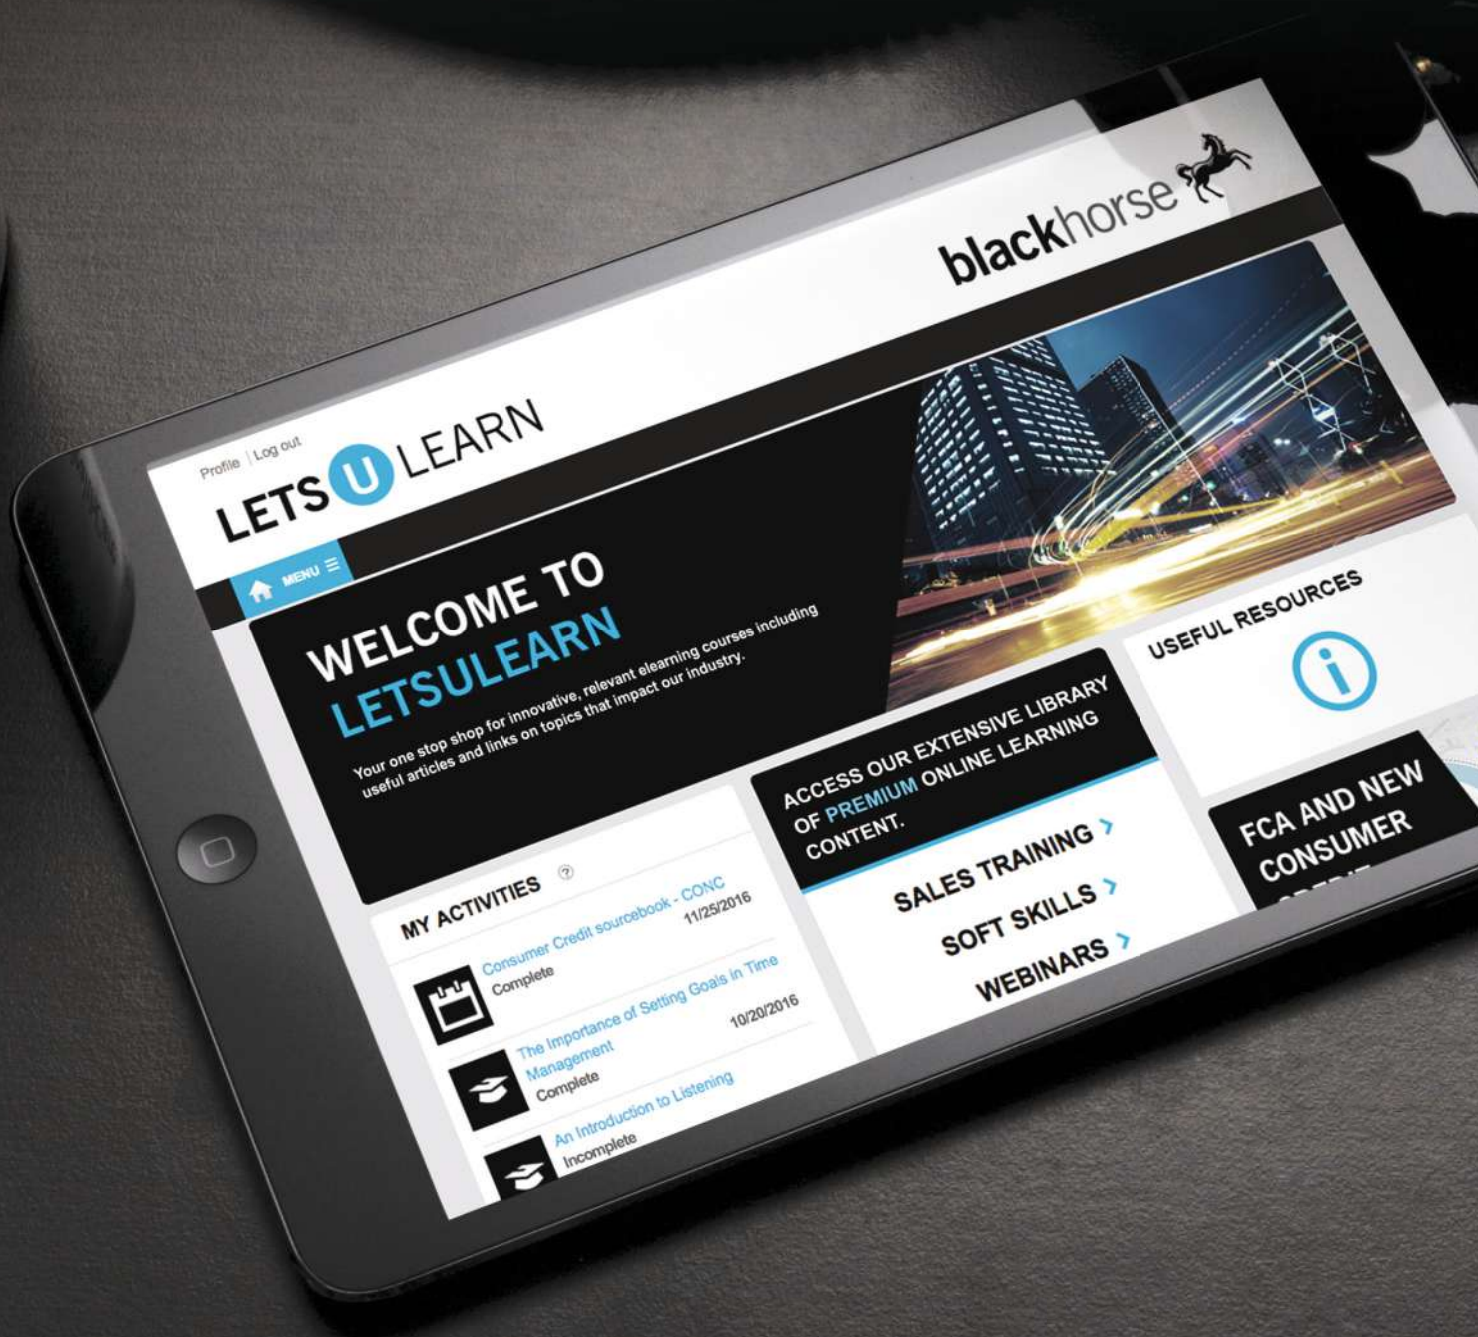 Profile | Log out
LETS U LEARN
blackhorse
MENU
WELCOME TO
LETSULEARN
Your one stop shop for innovative, relevant elearning courses including
useful articles and links on topics that impact our industry.
MY ACTIVITIES ?
Consumer Credit sourcebook - CONC
11/25/2016
Complete
The Importance of Setting Goals in Time
Management
10/20/2016
Complete
An Introduction to Listening
Incomplete
ACCESS OUR EXTENSIVE LIBRARY
OF PREMIUM ONLINE LEARNING
CONTENT.
SALES TRAINING >
SOFT SKILLS >
WEBINARS >
USEFUL RESOURCES
i
FCA AND NEW
CONSUMER